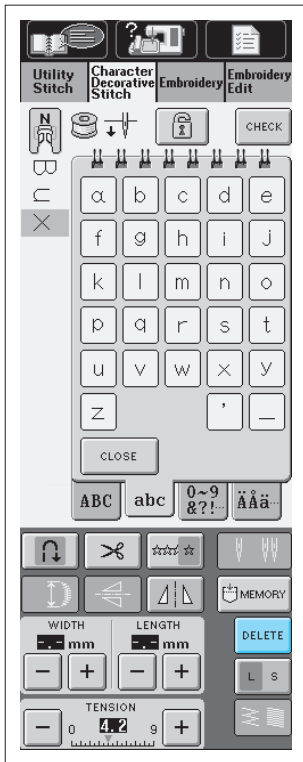 ?
Utility Stitch
Character Decorative Stitch
Embroidery
Embroidery Edit
N
CHECK
B
u
X
a b c d e
f g h i j
k l m n o
p q r s t
u v w x y
z ' _
CLOSE
ABC abc 0~9 &?!... ÄÅä...
MEMORY
WIDTH LENGTH
-.- mm -.- mm
DELETE
− + − +
L S
TENSION
− 0 4.2 9 +